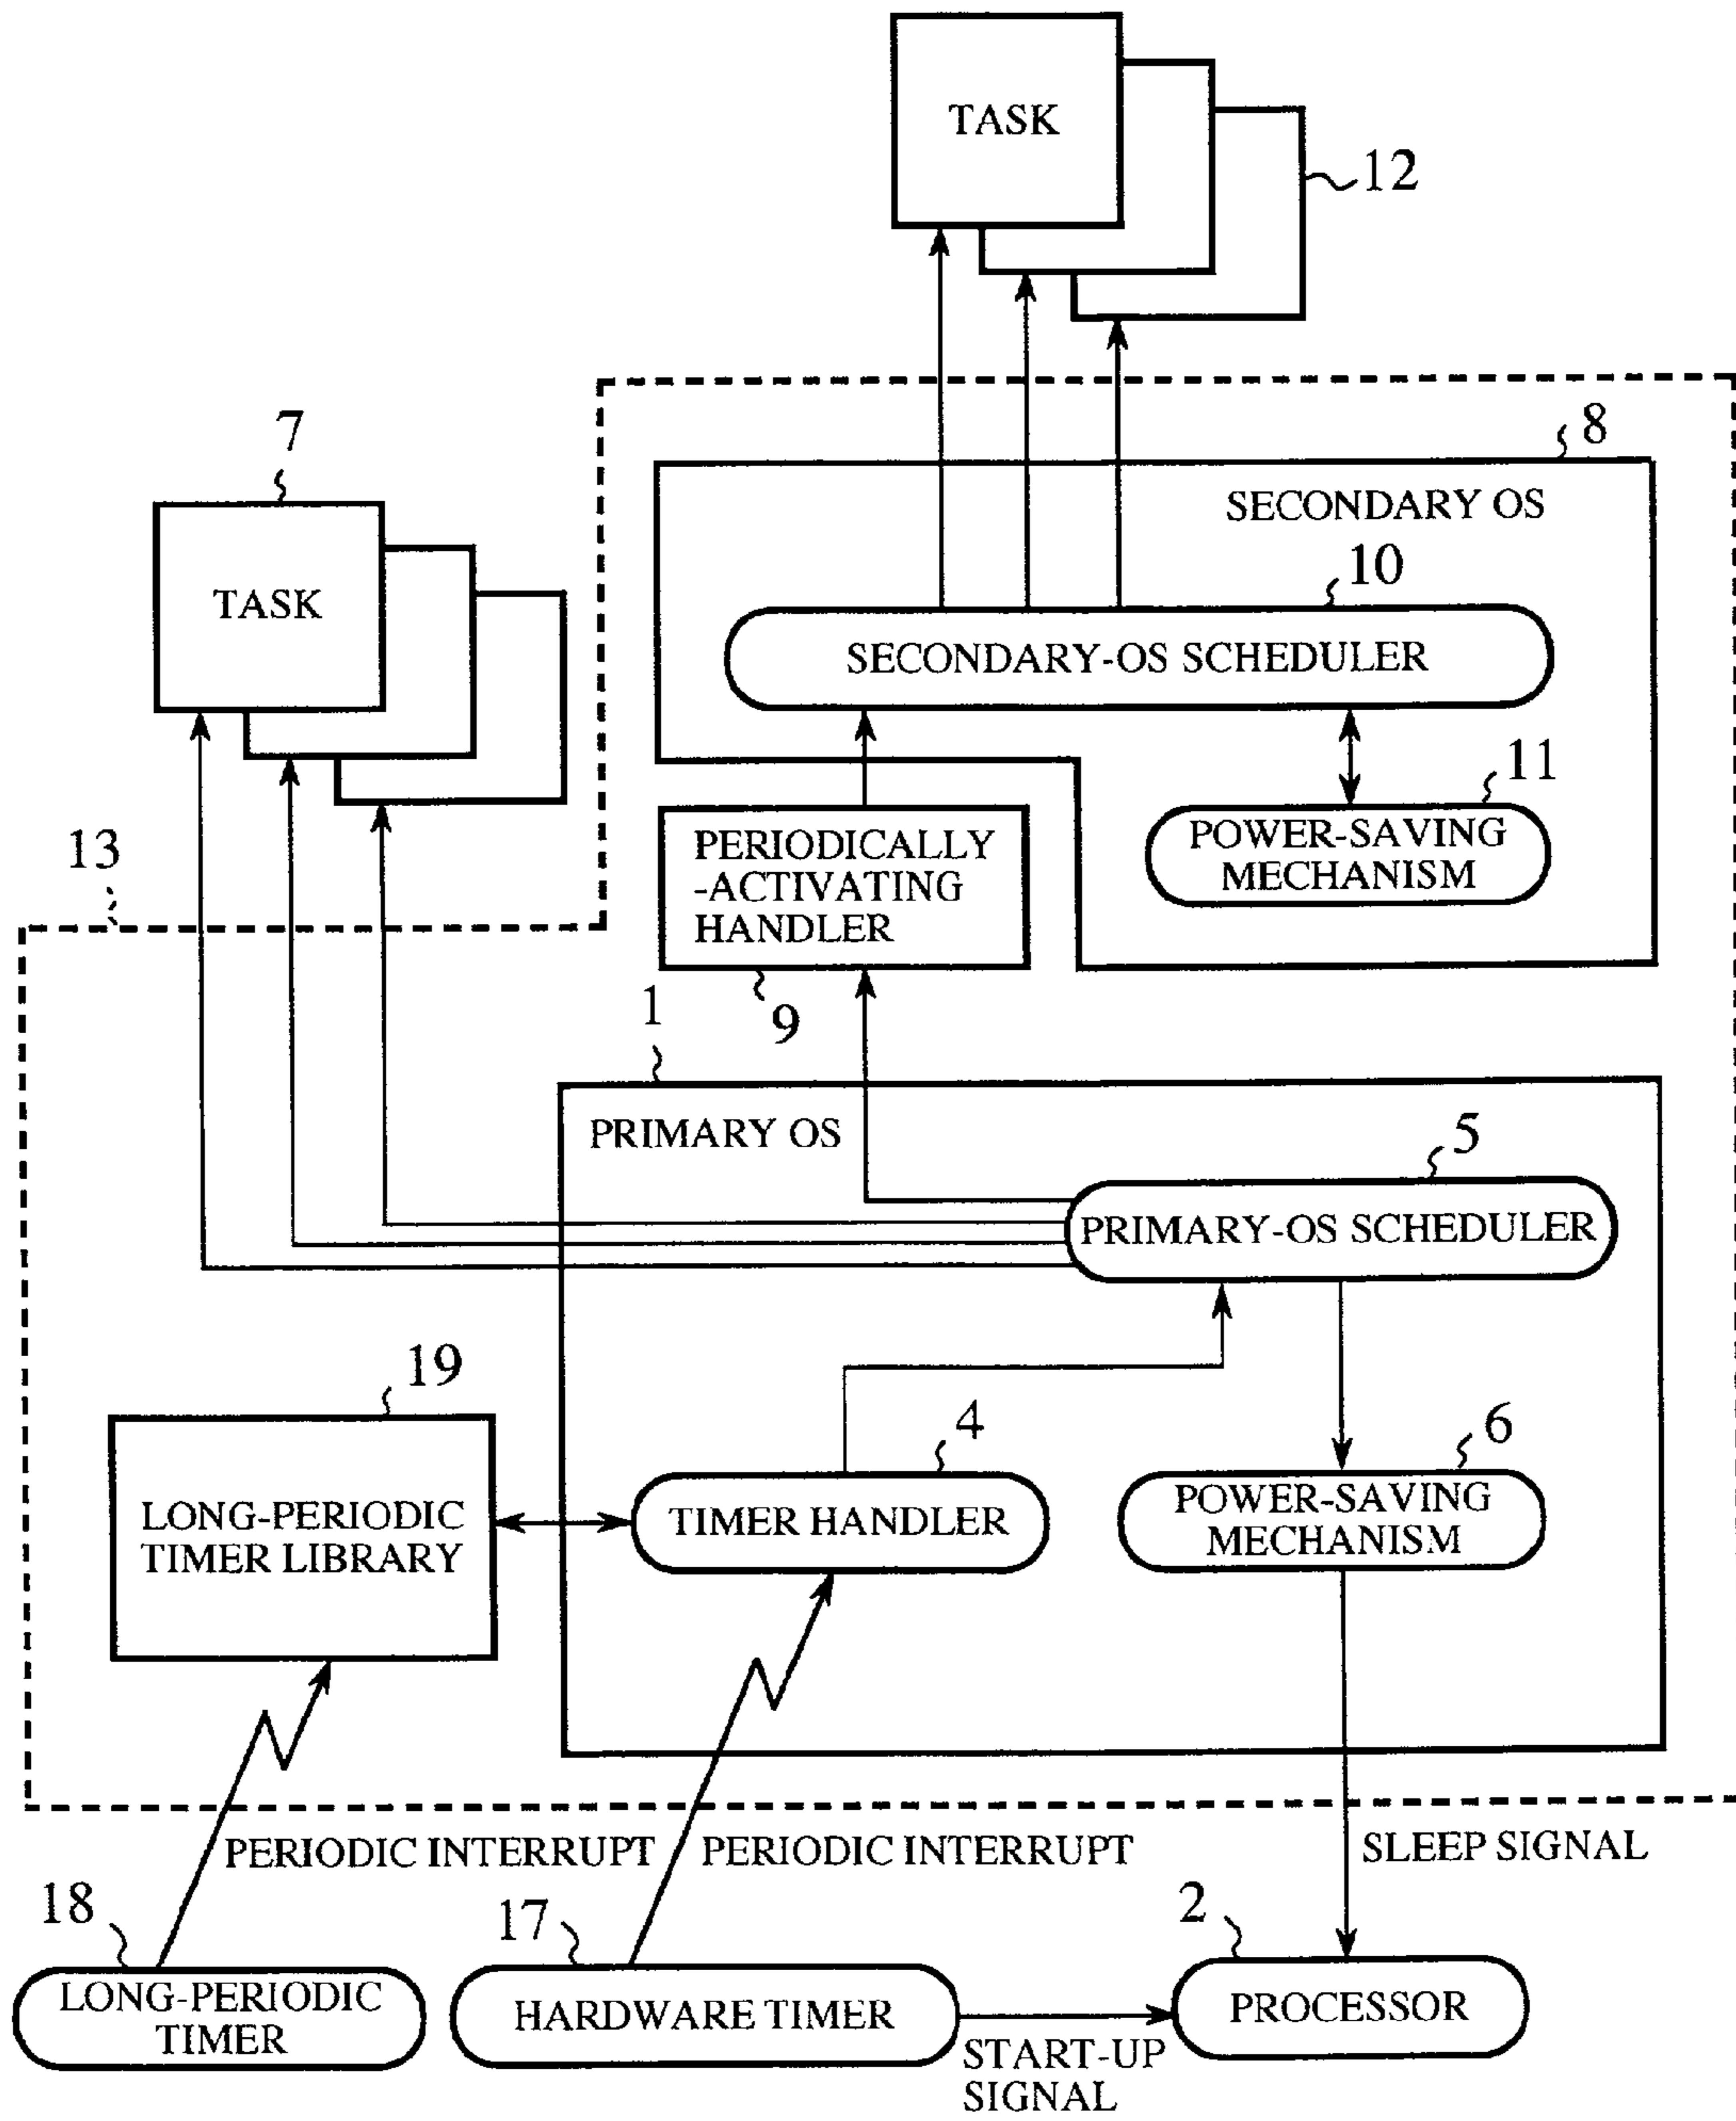 TASK
12
7
8
SECONDARY OS
10
TASK
SECONDARY-OS SCHEDULER
11
13
PERIODICALLY
-ACTIVATING
HANDLER
POWER-SAVING
MECHANISM
9
1
PRIMARY OS
5
PRIMARY-OS SCHEDULER
19
4
6
LONG-PERIODIC
TIMER LIBRARY
TIMER HANDLER
POWER-SAVING
MECHANISM
PERIODIC INTERRUPT
PERIODIC INTERRUPT
SLEEP SIGNAL
18
17
2
LONG-PERIODIC
TIMER
HARDWARE TIMER
PROCESSOR
START-UP
SIGNAL